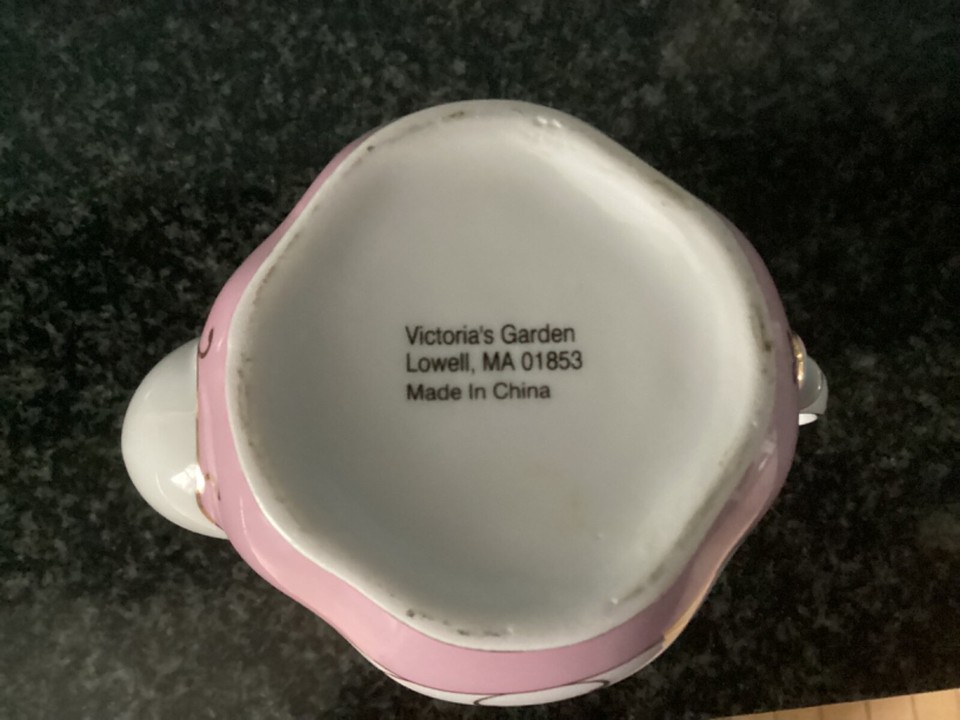 Victoria's Garden
Lowell, MA 01853
Made In China